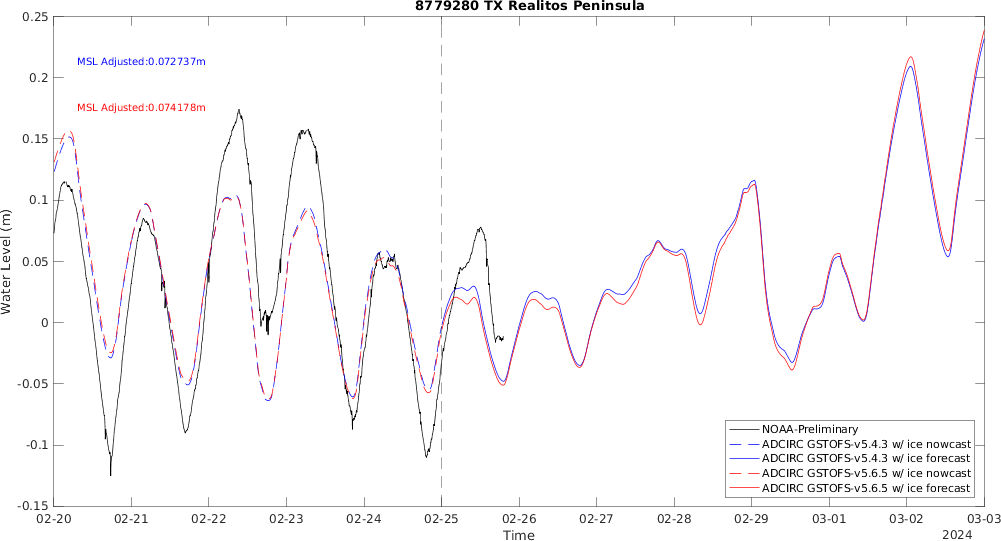 8779280 TX Realitos Peninsula
0.25
0.2
0.15
0.1
0.05
0
-0.05
-0.1
-0.15
Water Level (m)
MSL Adjusted:0.072737m
MSL Adjusted:0.074178m
NOAA-Preliminary
ADCIRC GSTOFS-v5.4.3 w/ ice nowcast
ADCIRC GSTOFS-v5.4.3 w/ ice forecast
ADCIRC GSTOFS-v5.6.5 w/ ice nowcast
ADCIRC GSTOFS-v5.6.5 w/ ice forecast
02-20 02-21 02-22 02-23 02-24 02-25 02-26 02-27 02-28 02-29 03-01 03-02 03-03
Time
2024